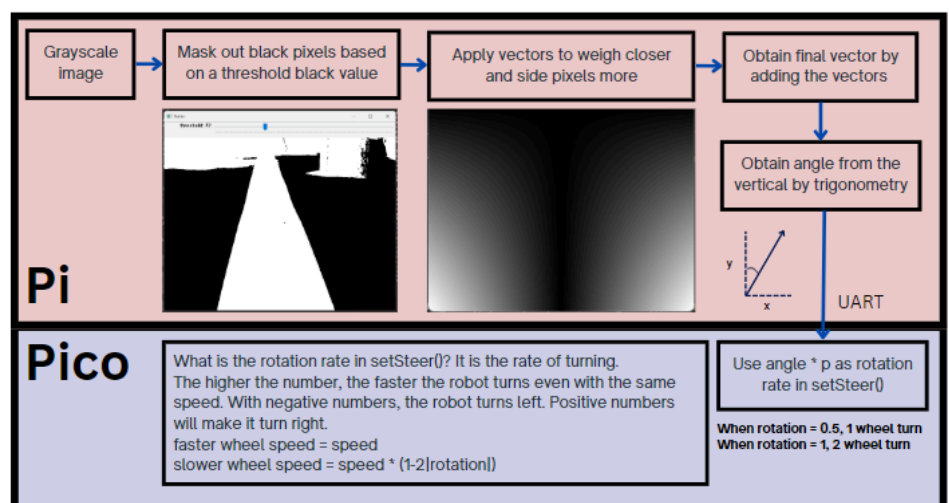 Grayscale
image
Mask out black pixels based
on a threshold black value
Apply vectors to weigh closer
and side pixels more
Obtain final vector by
adding the vectors
Obtain angle from the
vertical by trigonometry
y
x
UART
Pi
Pico
What is the rotation rate in setSteer()? It is the rate of turning.
The higher the number, the faster the robot turns even with the same
speed. With negative numbers, the robot turns left. Positive numbers
will make it turn right.
faster wheel speed = speed
slower wheel speed = speed * (1-2|rotation|)
Use angle * p as rotation
rate in setSteer()
When rotation = 0.5, 1 wheel turn
When rotation = 1, 2 wheel turn